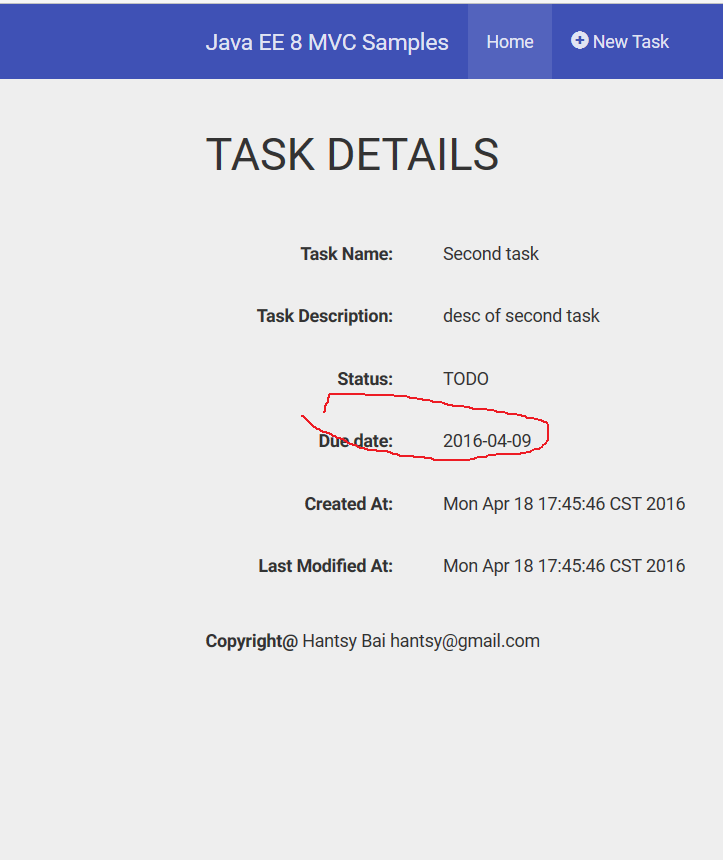 Java EE 8 MVC Samples Home New Task
TASK DETAILS
Task Name: Second task
Task Description: desc of second task
Status: TODO
Due date: 2016-04-09
Created At: Mon Apr 18 17:45:46 CST 2016
Last Modified At: Mon Apr 18 17:45:46 CST 2016
Copyright@ Hantsy Bai hantsy@gmail.com